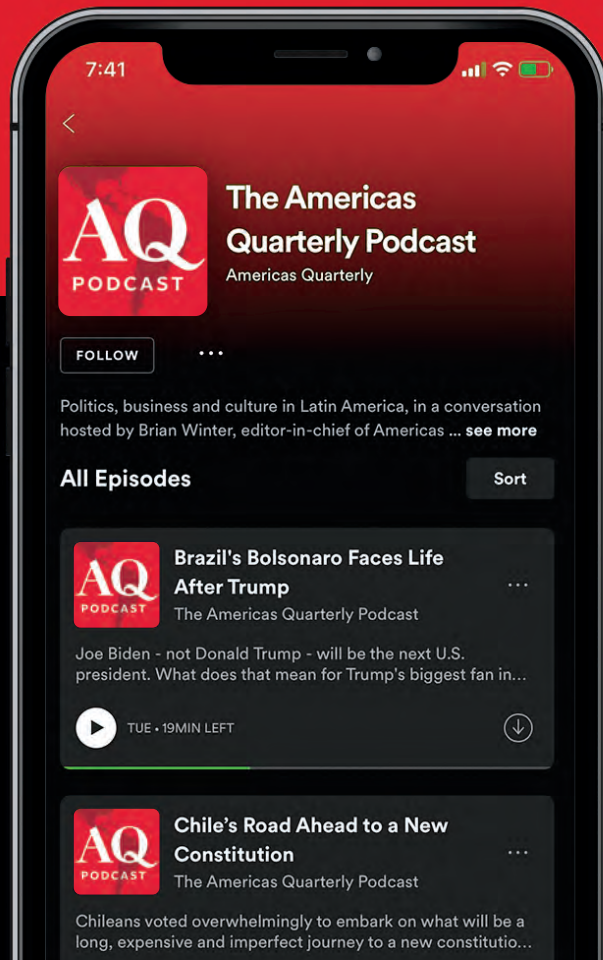 7:41
AQ
PODCAST
The Americas
Quarterly Podcast
Americas Quarterly
FOLLOW
Politics, business and culture in Latin America, in a conversation
hosted by Brian Winter, editor-in-chief of Americas ... see more
All Episodes
Sort
AQ
PODCAST
Brazil's Bolsonaro Faces Life
After Trump
The Americas Quarterly Podcast
Joe Biden - not Donald Trump - will be the next U.S.
president. What does that mean for Trump's biggest fan in...
TUE • 19MIN LEFT
AQ
PODCAST
Chile's Road Ahead to a New
Constitution
The Americas Quarterly Podcast
Chileans voted overwhelmingly to embark on what will be a
long, expensive and imperfect journey to a new constitutio...